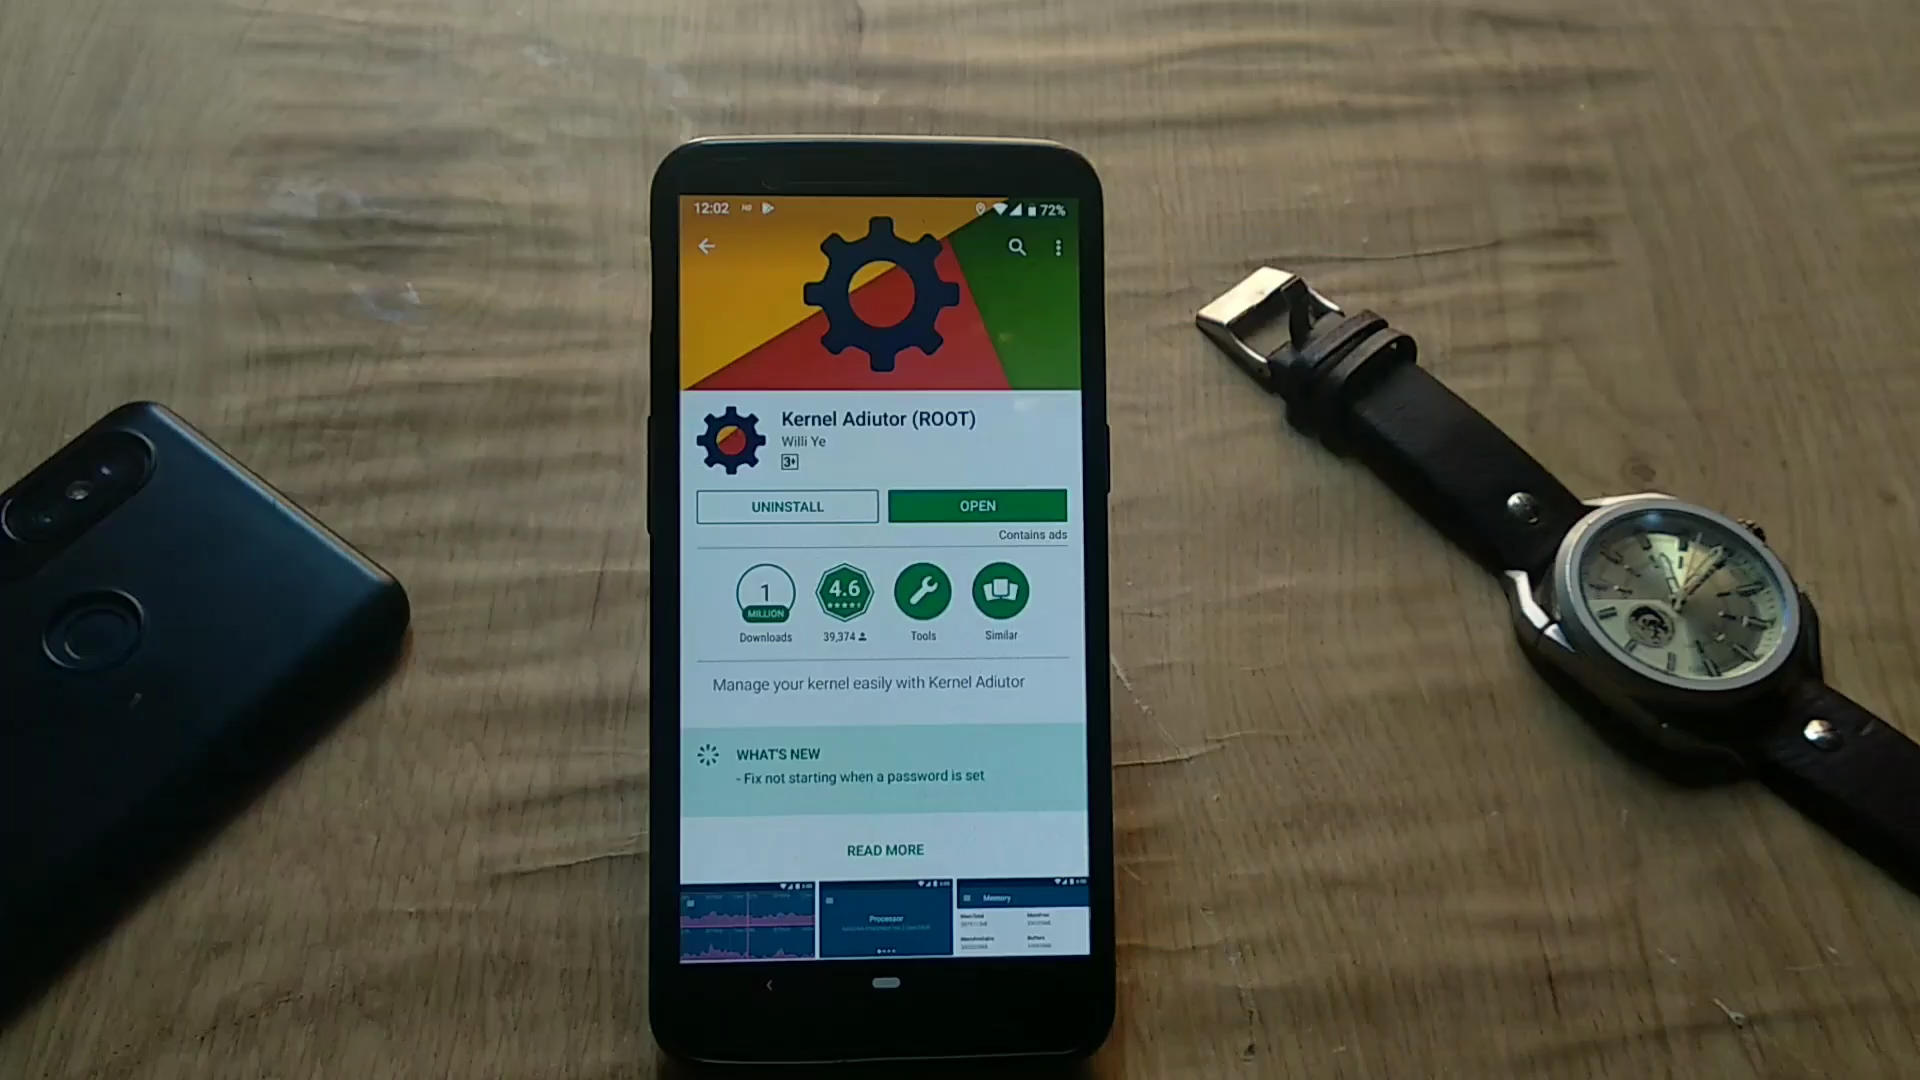 12:02 HD 72%
Kernel Adiutor (ROOT)
Willi Ye
3+
UNINSTALL OPEN
Contains ads
1 MILLION 4.6
Downloads 39,374 Tools Similar
Manage your kernel easily with Kernel Adiutor
WHAT'S NEW
- Fix not starting when a password is set
READ MORE
Processor
Memory